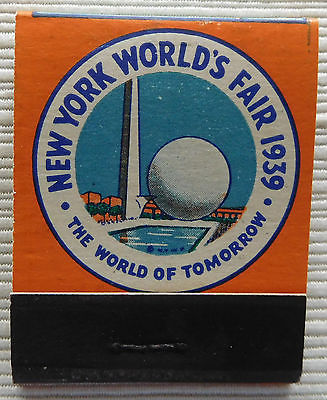 NEW YORK WORLD'S FAIR 1939
THE WORLD OF TOMORROW